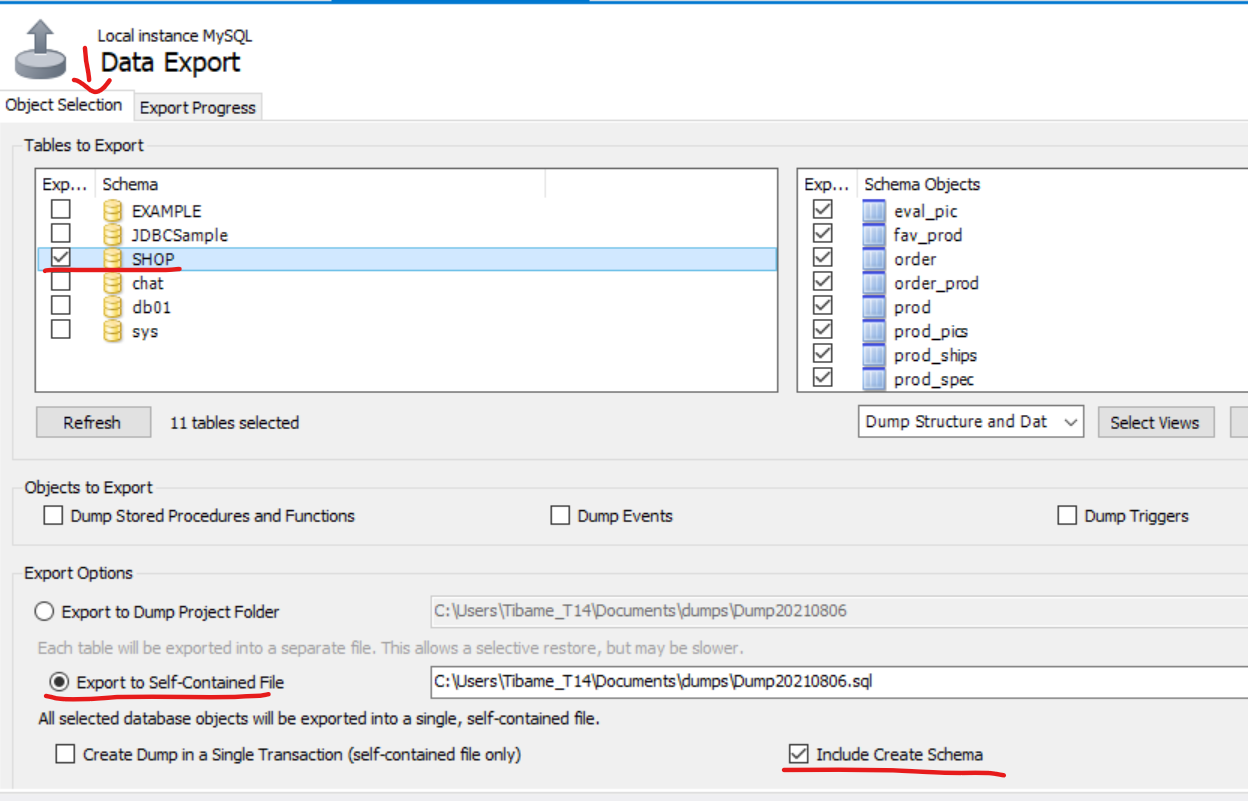 Local instance MySQL
Data Export
Object Selection Export Progress
Tables to Export
Exp... Schema
EXAMPLE
JDBCSample
SHOP
chat
db01
sys
Exp... Schema Objects
eval_pic
fav_prod
order
order_prod
prod
prod_pics
prod_ships
prod_spec
Refresh 11 tables selected Dump Structure and Dat Select Views
Objects to Export
Dump Stored Procedures and Functions Dump Events Dump Triggers
Export Options
Export to Dump Project Folder C:\Users\Tibame_T14\Documents\dumps\Dump20210806
Each table will be exported into a separate file. This allows a selective restore, but may be slower.
Export to Self-Contained File C:\Users\Tibame_T14\Documents\dumps\Dump20210806.sql
All selected database objects will be exported into a single, self-contained file.
Create Dump in a Single Transaction (self-contained file only) Include Create Schema